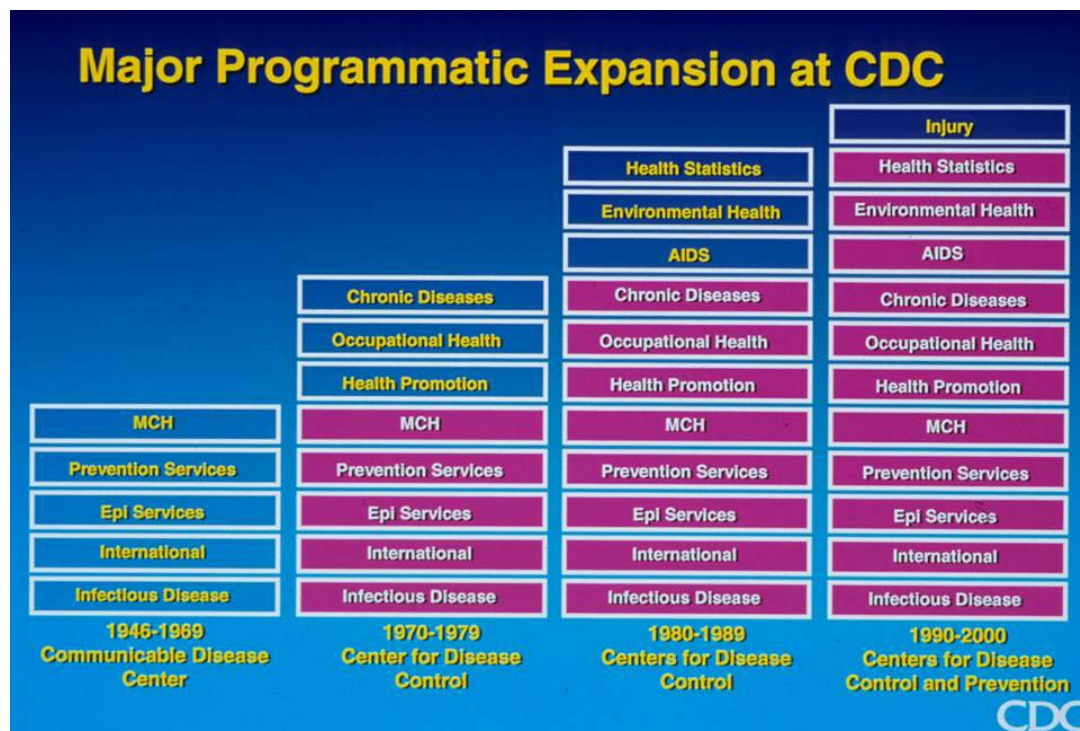 Major Programmatic Expansion at CDC
MCH
Prevention Services
Epi Services
International
Infectious Disease
1946-1969
Communicable Disease
Center
Chronic Diseases
Occupational Health
Health Promotion
MCH
Prevention Services
Epi Services
International
Infectious Disease
1970-1979
Center for Disease
Control
Health Statistics
Environmental Health
AIDS
Chronic Diseases
Occupational Health
Health Promotion
MCH
Prevention Services
Epi Services
International
Infectious Disease
1980-1989
Centers for Disease
Control
Injury
Health Statistics
Environmental Health
AIDS
Chronic Diseases
Occupational Health
Health Promotion
MCH
Prevention Services
Epi Services
International
Infectious Disease
1990-2000
Centers for Disease
Control and Prevention
CDC